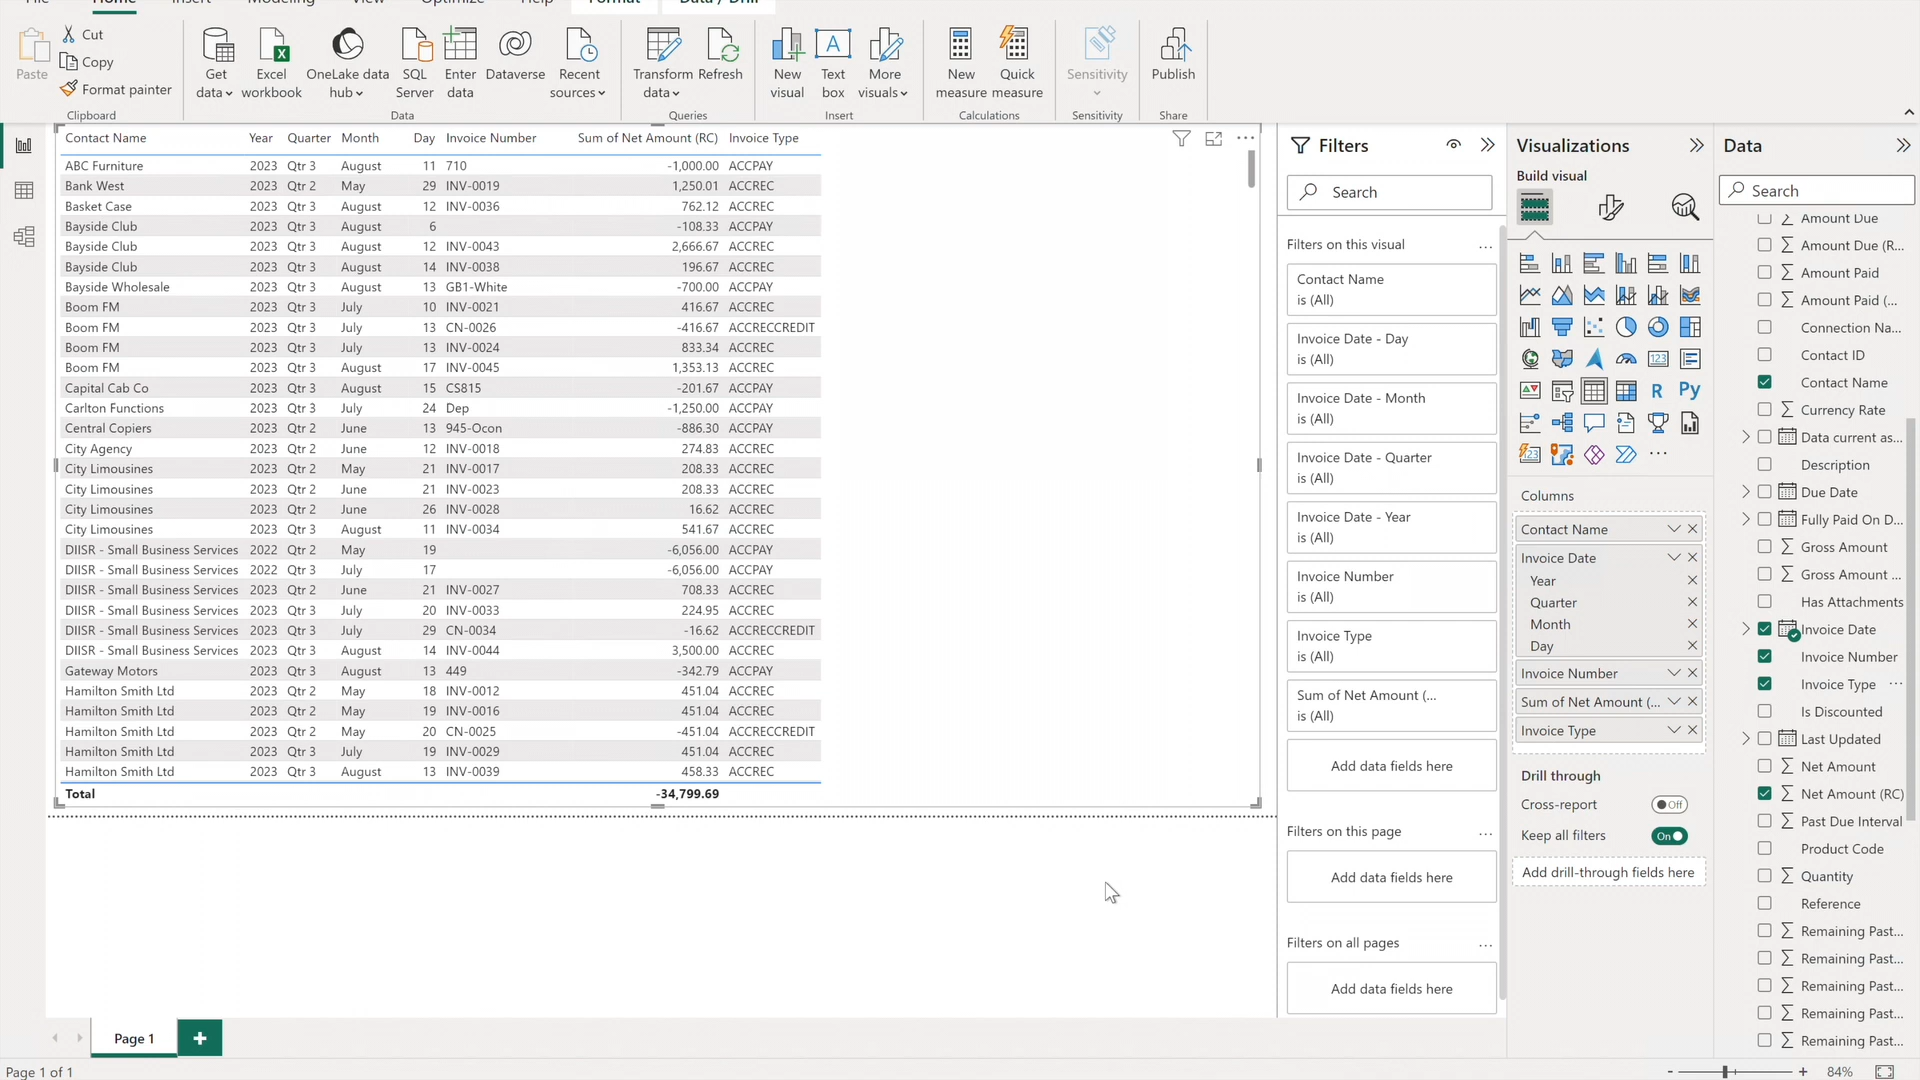 File Home Insert Modeling View Optimize Help Format Data / Drill
Paste
Cut
Copy
Format painter
Clipboard
Get data
Excel workbook
OneLake data hub
SQL Server
Enter data
Dataverse
Recent sources
Data
Transform data
Refresh
Queries
New visual
Text box
More visuals
Insert
New measure
Quick measure
Calculations
Sensitivity
Sensitivity
Publish
Share
Contact Name Year Quarter Month Day Invoice Number Sum of Net Amount (RC) Invoice Type
ABC Furniture 2023 Qtr 3 August 11 710 -1,000.00 ACCPAY
Bank West 2023 Qtr 2 May 29 INV-0019 1,250.01 ACCREC
Basket Case 2023 Qtr 3 August 12 INV-0036 762.12 ACCREC
Bayside Club 2023 Qtr 3 August 6 -108.33 ACCPAY
Bayside Club 2023 Qtr 3 August 12 INV-0043 2,666.67 ACCREC
Bayside Club 2023 Qtr 3 August 14 INV-0038 196.67 ACCREC
Bayside Wholesale 2023 Qtr 3 August 13 GB1-White -700.00 ACCPAY
Boom FM 2023 Qtr 3 July 10 INV-0021 416.67 ACCREC
Boom FM 2023 Qtr 3 July 13 CN-0026 -416.67 ACCRECCREDIT
Boom FM 2023 Qtr 3 July 13 INV-0024 833.34 ACCREC
Boom FM 2023 Qtr 3 August 17 INV-0045 1,353.13 ACCREC
Capital Cab Co 2023 Qtr 3 August 15 CS815 -201.67 ACCPAY
Carlton Functions 2023 Qtr 3 July 24 Dep -1,250.00 ACCPAY
Central Copiers 2023 Qtr 2 June 13 945-Ocon -886.30 ACCPAY
City Agency 2023 Qtr 2 June 12 INV-0018 274.83 ACCREC
City Limousines 2023 Qtr 2 May 21 INV-0017 208.33 ACCREC
City Limousines 2023 Qtr 2 June 21 INV-0023 208.33 ACCREC
City Limousines 2023 Qtr 2 June 26 INV-0028 16.62 ACCREC
City Limousines 2023 Qtr 3 August 11 INV-0034 541.67 ACCREC
DIISR - Small Business Services 2022 Qtr 2 May 19 -6,056.00 ACCPAY
DIISR - Small Business Services 2022 Qtr 3 July 17 -6,056.00 ACCPAY
DIISR - Small Business Services 2023 Qtr 2 June 21 INV-0027 708.33 ACCREC
DIISR - Small Business Services 2023 Qtr 3 July 20 INV-0033 224.95 ACCREC
DIISR - Small Business Services 2023 Qtr 3 July 29 CN-0034 -16.62 ACCRECCREDIT
DIISR - Small Business Services 2023 Qtr 3 August 14 INV-0044 3,500.00 ACCREC
Gateway Motors 2023 Qtr 3 August 13 449 -342.79 ACCPAY
Hamilton Smith Ltd 2023 Qtr 2 May 18 INV-0012 451.04 ACCREC
Hamilton Smith Ltd 2023 Qtr 2 May 19 INV-0016 451.04 ACCREC
Hamilton Smith Ltd 2023 Qtr 2 May 20 CN-0025 -451.04 ACCRECCREDIT
Hamilton Smith Ltd 2023 Qtr 3 July 19 INV-0029 451.04 ACCREC
Hamilton Smith Ltd 2023 Qtr 3 August 13 INV-0039 458.33 ACCREC
Total -34,799.69
Filters
Search
Filters on this visual ...
Contact Name
is (All)
Invoice Date - Day
is (All)
Invoice Date - Month
is (All)
Invoice Date - Quarter
is (All)
Invoice Date - Year
is (All)
Invoice Number
is (All)
Invoice Type
is (All)
Sum of Net Amount (...
is (All)
Add data fields here
Filters on this page ...
Add data fields here
Filters on all pages ...
Add data fields here
Visualizations
Build visual
123
R
Py
123
...
Columns
Contact Name
Invoice Date
Year
Quarter
Month
Day
Invoice Number
Sum of Net Amount (...
Invoice Type
Drill through
Cross-report Off
Keep all filters On
Add drill-through fields here
Data
Search
Amount Due
Amount Due (R...
Amount Paid
Amount Paid (...
Connection Na...
Contact ID
Contact Name
Currency Rate
Data current as...
Description
Due Date
Fully Paid On D...
Gross Amount
Gross Amount ...
Has Attachments
Invoice Date
Invoice Number
Invoice Type ...
Is Discounted
Last Updated
Net Amount
Net Amount (RC)
Past Due Interval
Product Code
Quantity
Reference
Remaining Past...
Remaining Past...
Remaining Past...
Remaining Past...
Remaining Past...
Page 1
+
Page 1 of 1
- + 84%